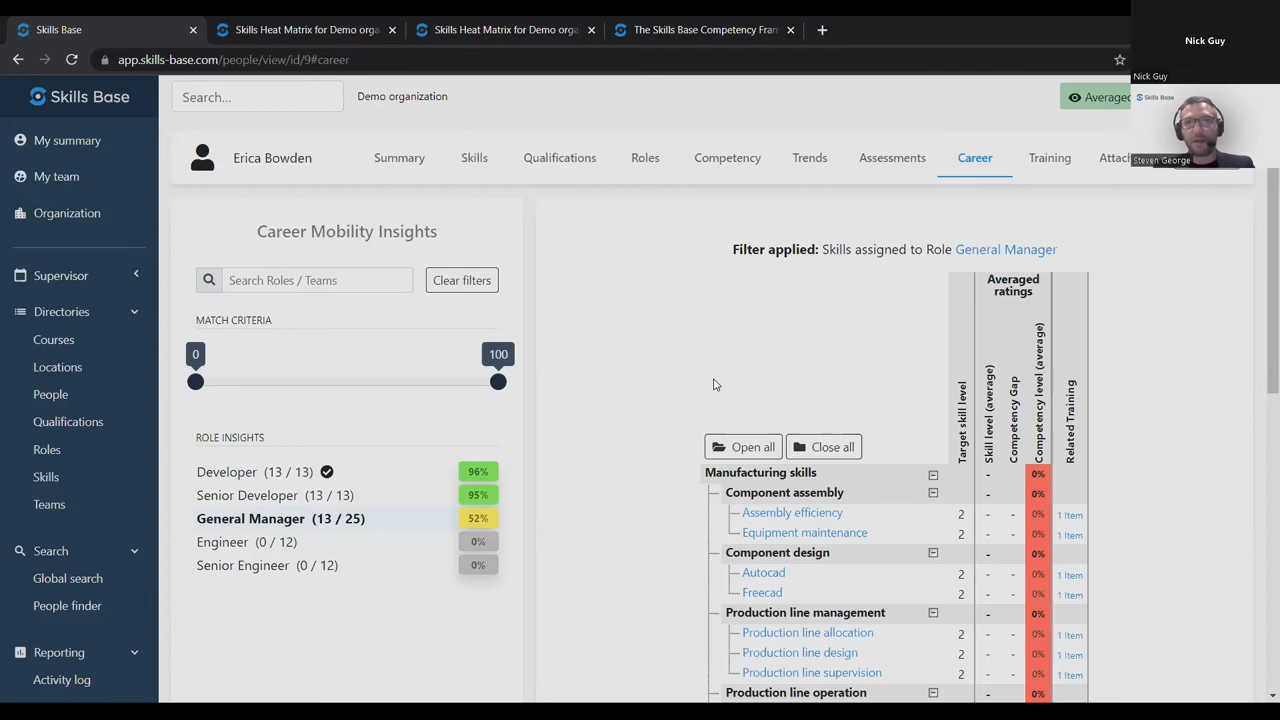 Skills Base
Skills Heat Matrix for Demo orga
Skills Heat Matrix for Demo orga
The Skills Base Competency Fram
app.skills-base.com/people/view/id/9#career
Nick Guy
Nick Guy
Skills Base
Steven George
Skills Base
Search...
Demo organization
Averaged
My summary
My team
Organization
Supervisor
Directories
Courses
Locations
People
Qualifications
Roles
Skills
Teams
Search
Global search
People finder
Reporting
Activity log
Erica Bowden
Summary
Skills
Qualifications
Roles
Competency
Trends
Assessments
Career
Training
Career Mobility Insights
Search Roles / Teams
Clear filters
MATCH CRITERIA
0
100
ROLE INSIGHTS
Developer (13 / 13) 96%
Senior Developer (13 / 13) 95%
General Manager (13 / 25) 52%
Engineer (0 / 12) 0%
Senior Engineer (0 / 12) 0%
Filter applied: Skills assigned to Role General Manager
Averaged ratings
Target skill level
Skill level (average)
Competency Gap
Competency level (average)
Related Training
Open all
Close all
Manufacturing skills - 0%
Component assembly - 0%
Assembly efficiency 2 - - 0% 1 Item
Equipment maintenance 2 - - 0% 1 Item
Component design - 0%
Autocad 2 - - 0% 1 Item
Freecad 2 - - 0% 1 Item
Production line management - 0%
Production line allocation 2 - - 0% 1 Item
Production line design 2 - - 0% 1 Item
Production line supervision 2 - - 0% 1 Item
Production line operation - 0%